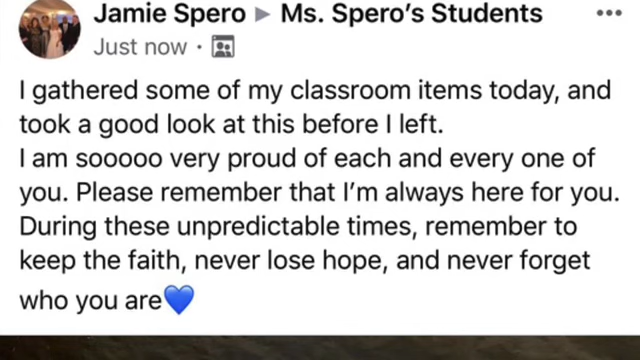 Jamie Spero ▸ Ms. Spero's Students
Just now ·
I gathered some of my classroom items today, and
took a good look at this before I left.
I am sooooo very proud of each and every one of
you. Please remember that I'm always here for you.
During these unpredictable times, remember to
keep the faith, never lose hope, and never forget
who you are💙